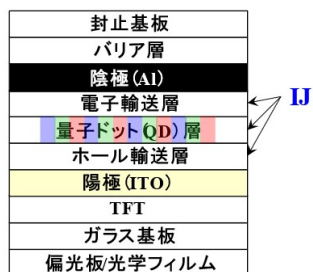 封止基板
バリア層
陰極(Al)
電子輸送層
IJ
量子ドットQD)層
ホール輸送層
陽極(ITO)
TFT
ガラス基板
偏光板/光学フィルム